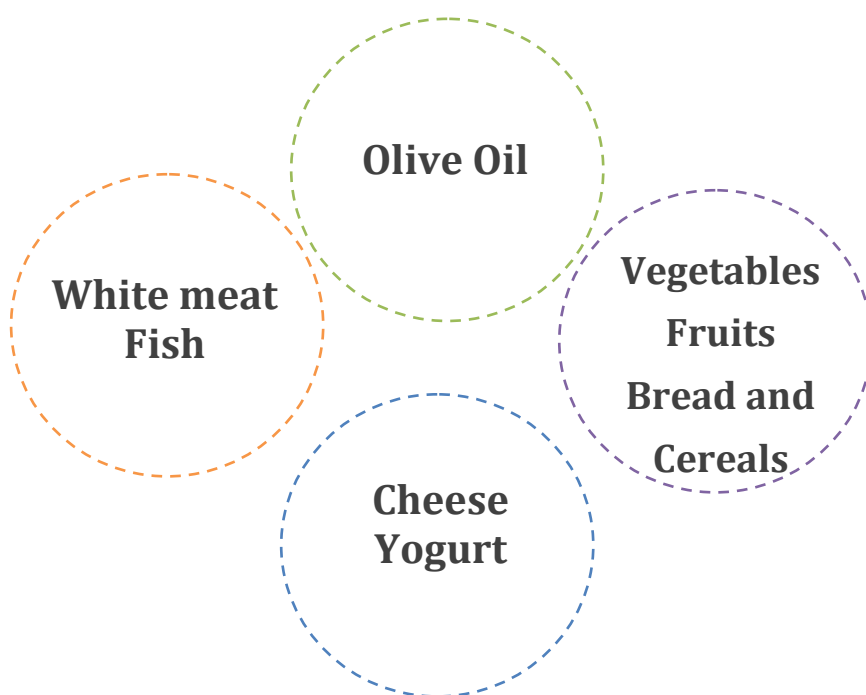 Olive Oil
White meat
Fish
Vegetables
Fruits
Bread and
Cereals
Cheese
Yogurt